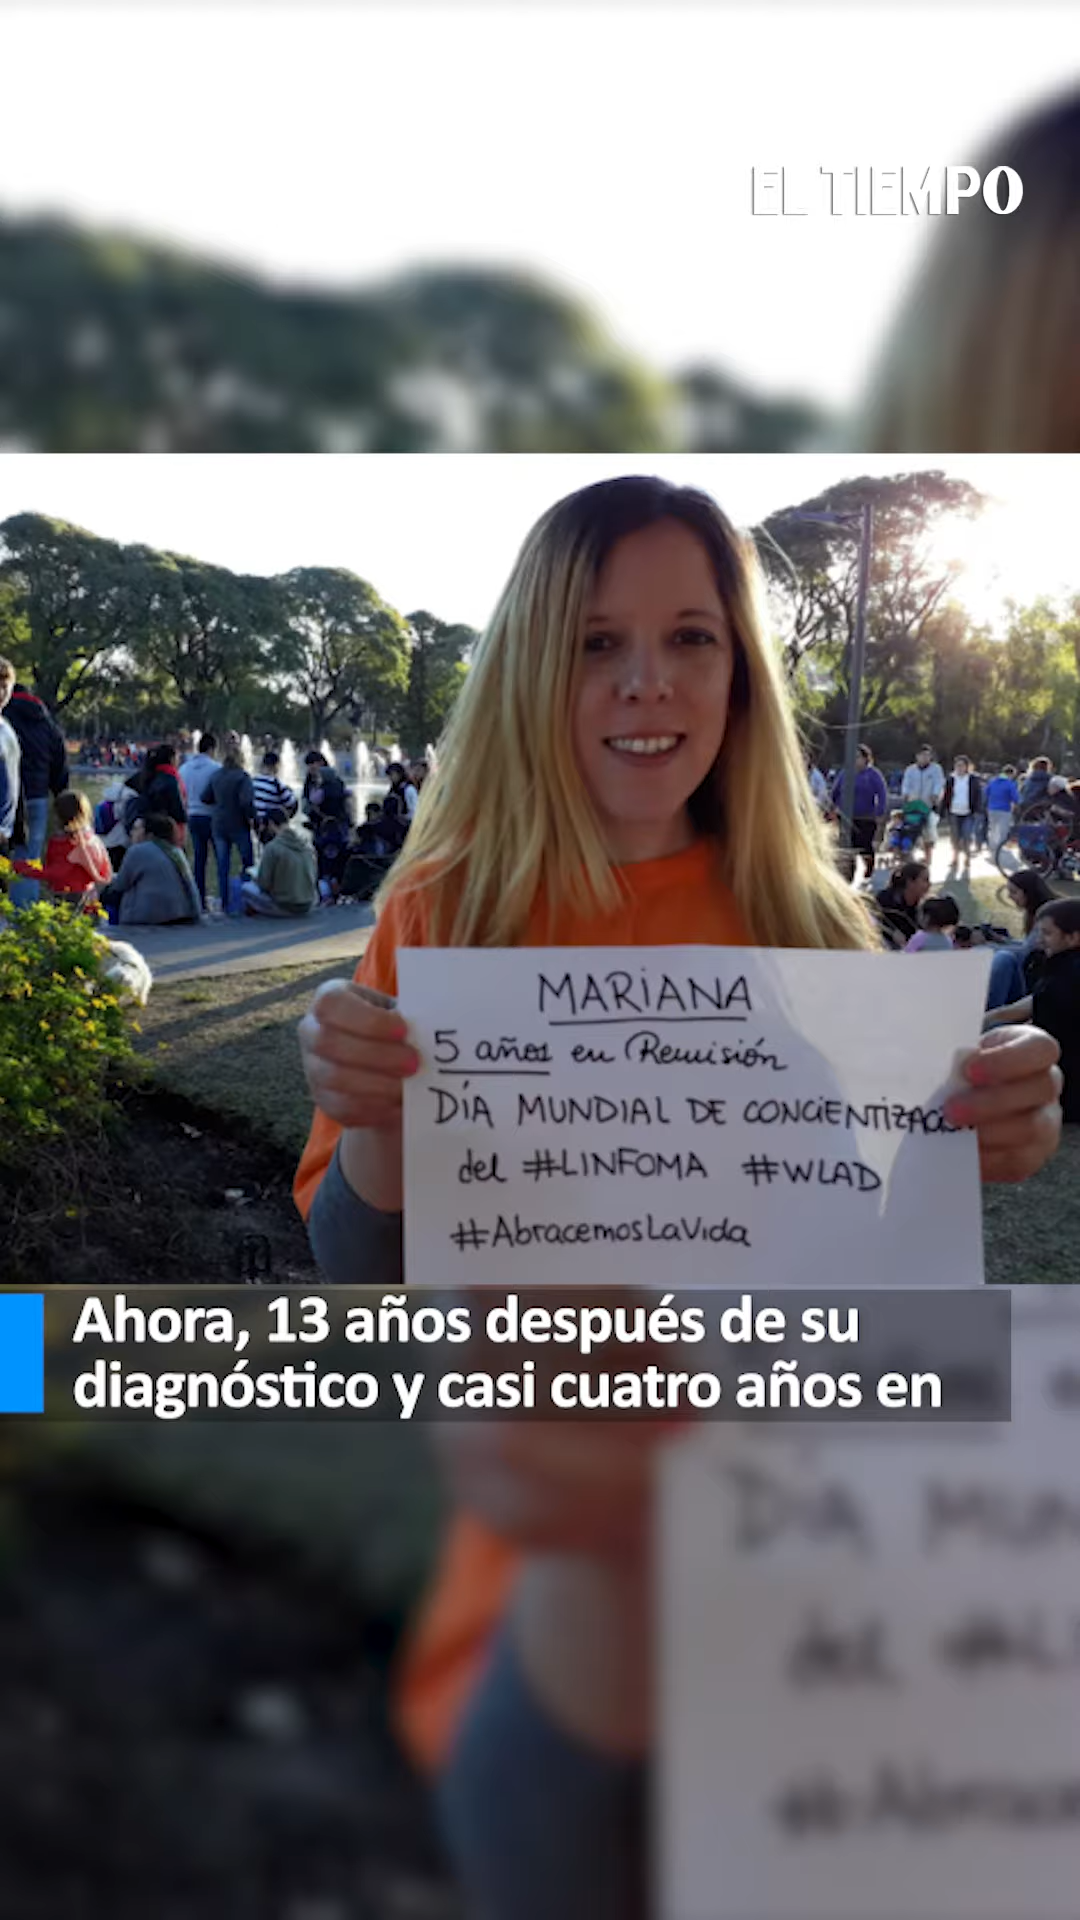 EL TIEMPO
MARIANA
5 años en Remisión
DÍA MUNDIAL DE CONCIENTIZACIÓ
del #LINFOMA #WLAD
#AbracemosLaVida
Ahora, 13 años después de su
diagnóstico y casi cuatro años en